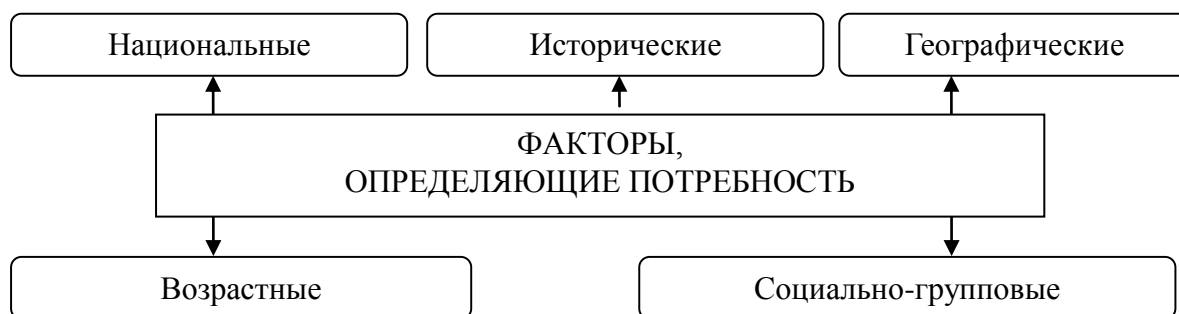 Национальные
Исторические
Географические
ФАКТОРЫ,
ОПРЕДЕЛЯЮЩИЕ ПОТРЕБНОСТЬ
Возрастные
Социально-групповые